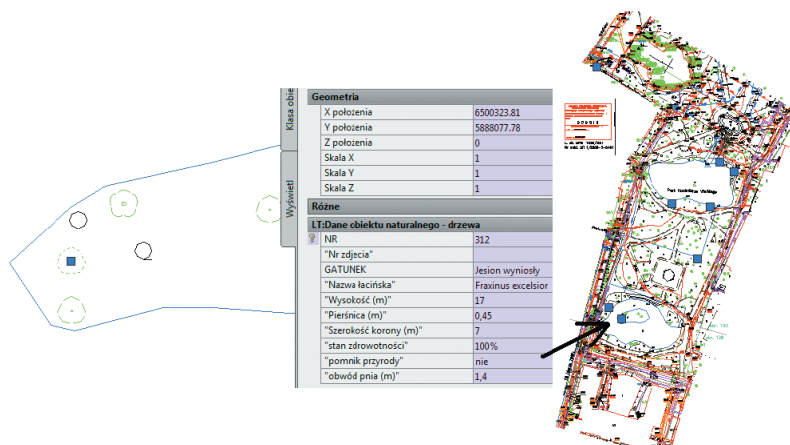 Klasa obie
Wyświetl
Geometria
X położenia 6500323.81
Y położenia 5888077.78
Z położenia 0
Skala X 1
Skala Y 1
Skala Z 1
Różne
LT:Dane obiektu naturalnego - drzewa
NR 312
"Nr zdjecia"
GATUNEK Jesion wyniosły
"Nazwa łacińska" Fraxinus excelsior
"Wysokość (m)" 17
"Pierśnica (m)" 0,45
"Szerokość korony (m)" 7
"stan zdrowotności" 100%
"pomnik przyrody" nie
"obwód pnia (m)" 1,4